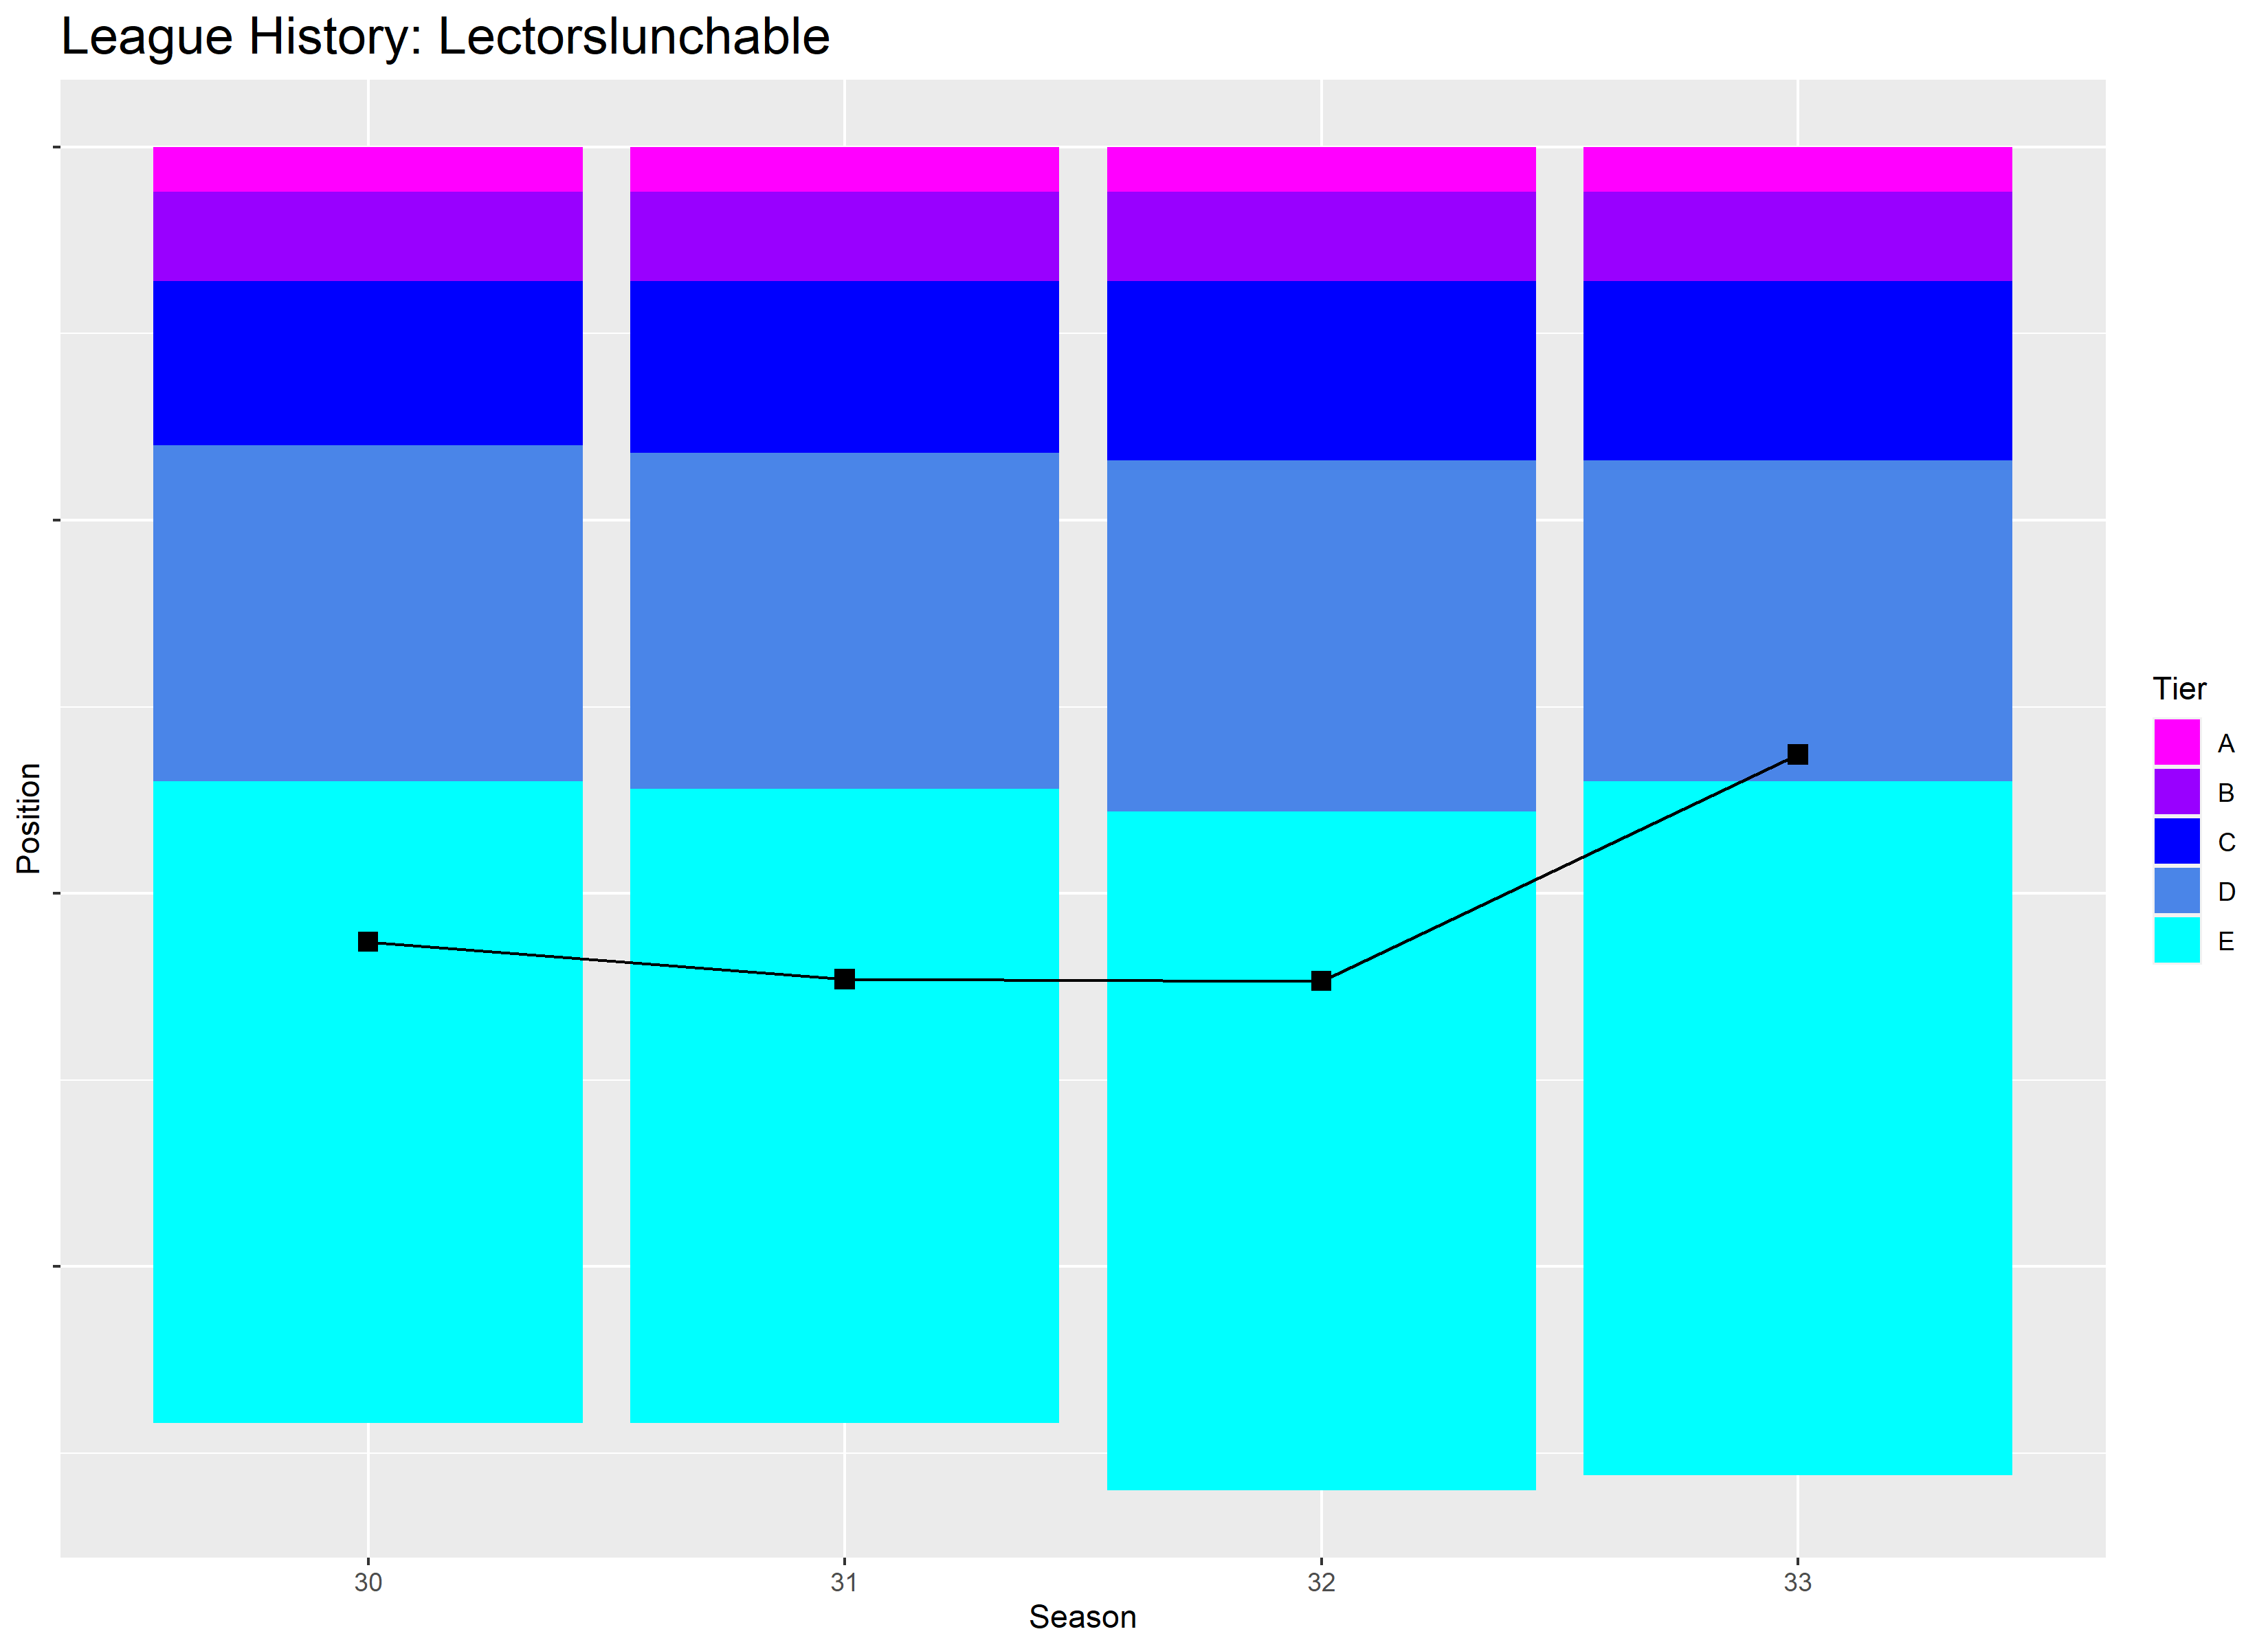 League History: Lectorslunchable
Position
Tier
A
B
C
D
E
30
31
32
33
Season